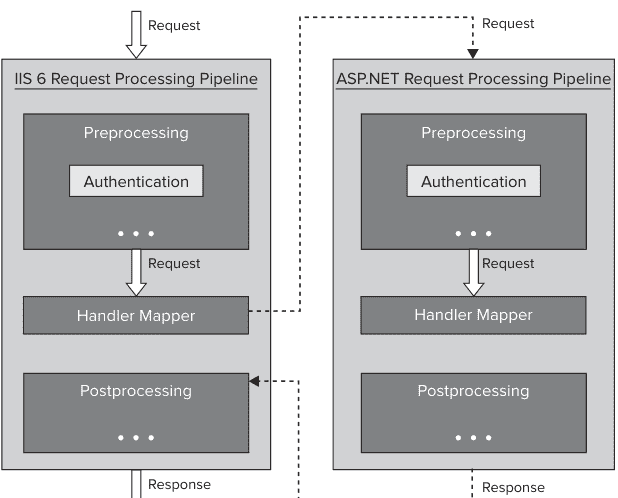 Request
IIS 6 Request Processing Pipeline
Preprocessing
Authentication
• • •
Request
Handler Mapper
Postprocessing
• • •
Response
Request
ASP.NET Request Processing Pipeline
Preprocessing
Authentication
• • •
Request
Handler Mapper
Postprocessing
• • •
Response